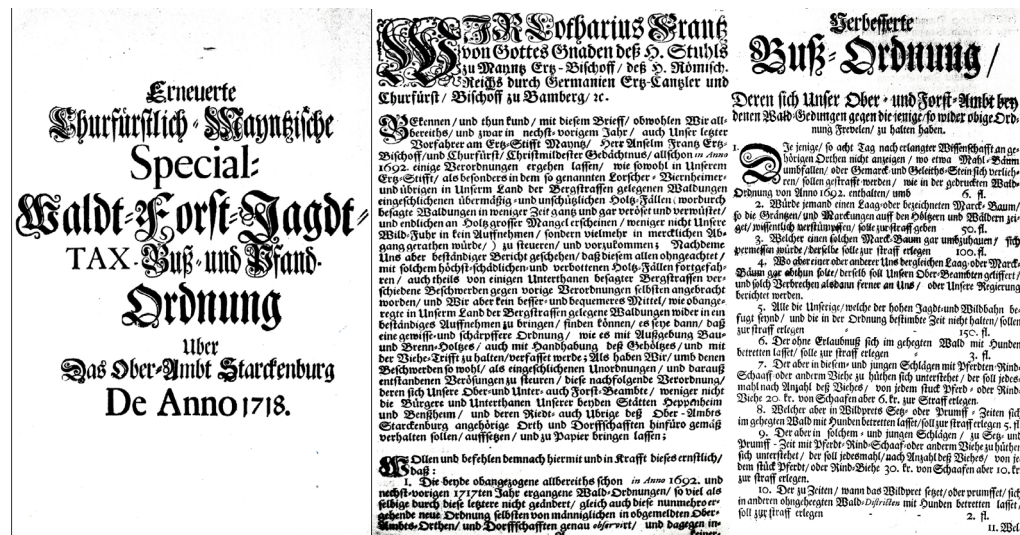 Erneuerte
Churfürstlich-Mayntzische
Special-
Waldt-Forst-Jagdt-
TAX-Buß-und Pfand-
Ordnung
Uber
Das Ober-Ambt Starckenburg
De Anno 1718.
WIR Lotharius Frantz
von Gottes Gnaden deß H. Stuhls
zu Mayntz Ertz-Bischoff/ deß H. Römisch.
Reichs durch Germanien Ertz-Cantzler und
Churfürst/ Bischoff zu Bamberg/ ꝛc.
BEkennen/ und thun kund/ mit diesem Brieff/ obwohlen Wir all-
bereiths/ und zwar in nechst-vorigem Jahr/ auch Unser letzter
Vorfahrer am Ertz-Stifft Mayntz/ Herr Anselm Frantz Ertz-
Bischoff/und Churfürst/ Christmildester Gedächtnus/allschon in Anno
1692. einige Verordnungen ergehen lassen/ wie sowohl in Unserem
Ertz-Stifft/ als besonders in dem so genannten Lorscher-Viernheimer-
und übrigen in Unserm Land der Bergstraffen gelegenen Waldungen
eingeschlichenen übermäßig-und unschützlichen Holtz-Fällen (wordurch
besagte Waldungen in weniger Zeit gantz und gar verösert und verwüstet/
und endlichen an Holtz grosser Mangel erscheinen/ weniger nicht Unsere
Wild-Fuhr in kein Auffnehmen/ sondern vielmehr in mercklichen Ab-
gang gerathen würde/) zu steuren/ und vorzukommen; Nachdeme
Uns aber beständiger Bericht geschehen/ daß diesem allen ohngeachtet/
mit solchem höchst-schädlichen-und verbottenen Holtz-Fällen fortgefah-
ren/ auch theils von einigen Unterthanen besagter Bergstraffen ver-
schiedene Beschwerden gegen vorige Verordnungen selbsten angebracht
worden/ und Wir aber kein besser-und bequemeres Mittel/ wie obange-
regte in Unserm Land der Bergstraffen gelegene Waldungen wider in ein
beständiges Auffnehmen zu bringen/ finden können/ es seye dann/ daß
eine gewisse-und schärpffere Ordnung/ wie es mit Außgebung Bau-
und Brenn-Holtzes/ auch mit Handhabung deß Gehöltzes/ und mit
der Viehe-Trifft zu halten/verfasset werde; Als haben Wir/ umb denen
Beschwerden so wohl/ als eingeschlichenen Unordnungen/ und darauß
entstandenen Verösungen zu steuren/ diese nachfolgende Verordnung/
deren sich Unsere Ober-und Unter-auch Forst-Beambte/ weniger nicht
die Bürgere und Unterthanen Unserer beyden Stätten Heppenheim
und Benßheim/ und deren Riedt-auch Ubrige deß Ober-Ambts
Starckenburg angehörige Orth und Dorffschafften hinfüro gemäß
verhalten sollen/ auffsetzen/ und zu Papier bringen lassen;
WOllen und befehlen demnach hiermit und in Krafft dieses ernstlich/
daß:
1. Die beyde obangezogene allbereiths schon in Anno 1692. und
nechst-vorigen 1717ten Jahr ergangene Wald-Ordnungen/ so viel als
selbige durch diese letztere nicht geändert/ gleich auch diese nunmehro er-
gehende neue Ordnung selbsten von männiglichen in obgemeldten Ober-
Ambts-Orthen/ und Dorffschafften genau observirt/ und dagegen in-
keiner-
Verbesserte
Buß-Ordnung/
Deren sich Unser Ober-und Forst-Ambt bey
denen Wald-Gedingen gegen die jenige/so wider obige Ord-
nung Frevelen/ zu halten haben.
1. DIe jenige/ so acht Tag nach erlangter Wissenschafft an ge-
hörigen Orthen nicht anzeigen/ wo etwa Mahl-Bäum
umbfallen/ oder Gemarck und Geleiths-Stein sich verlieh-
ren/ sollen gestrafft werden/ wie in der gedruckten Wald-
Ordnung von Anno 1692. enthalten/ umb 6. fl.
2. Würde jemand einen Laag-oder bezeichneten Marck-Baum/
so die Gräntzen/ und Marckungen auff den Höltzern und Wäldern zei-
get/ wissentlich verstümpffen/ solle zur straff geben 50. fl.
3. Welcher einen solchen Marck-Baum gar umbzuhauen/ sich
vermessen würde/derselbe solle zur straff erlegen 100. fl.
4. Wo aber einer oder anderer Uns dergleichen Laag-oder Marck-
Bäum gar abthun solte/ derselb soll Unsern Ober-Beambten geliffert/
und solch Verbrechen alsdann ferner an Uns/ oder Unsere Regierung
berichtet werden.
5. Alle die Unserige/welche der hohen Jagdt-und Wildbahn be-
fugt seynd/ und die in der Ordnung bestimbte Zeit nicht halten/ sollen
zur straff erlegen - 150. fl.
6. Der ohne Erlaubnuß sich im gehegten Wald mit Hunden
betretten lasset/ solle zur straff erlegen - 3. fl.
7. Der aber in diesen-und jungen Schlägen mit Pferdten-Rind-
Schaaff oder anderm Viehe zu hüthen sich unterstehet/ der soll jedes-
mahl nach Anzahl deß Viehes/ von jedem stuck Pferd-oder Rind-
Viehe 20. kr. von Schaafen aber 6. kr. zur Straff erlegen.
8. Welcher aber in Wildprets Setz-oder Prumff-Zeiten sich
im gehegten Wald mit Hunden betretten lasset/soll zur straff erlegen 5. fl
9. Der aber in solchem-und jungen Schlägen/ zu Setz-und
Prumff-Zeit mit Pferdt-Rind-Schaaf-oder anderm Viehe zu hüthen
sich unterstehet/ der soll jedesmahl/nach Anzahl deß Viehes/ von je
dem stück Pferdt/oder Rind-Viehe 30. kr. von Schaafen aber 10. kr.
zur straff erlegen.
10. Der zu Zeiten/ wann das Wildpret setzet/oder prumffet/ sich
in anderen ohngeheegten Wald-Districten mit Hunden betretten lasset/
soll zur straff erlegen - - 2. fl.
11. Wel-